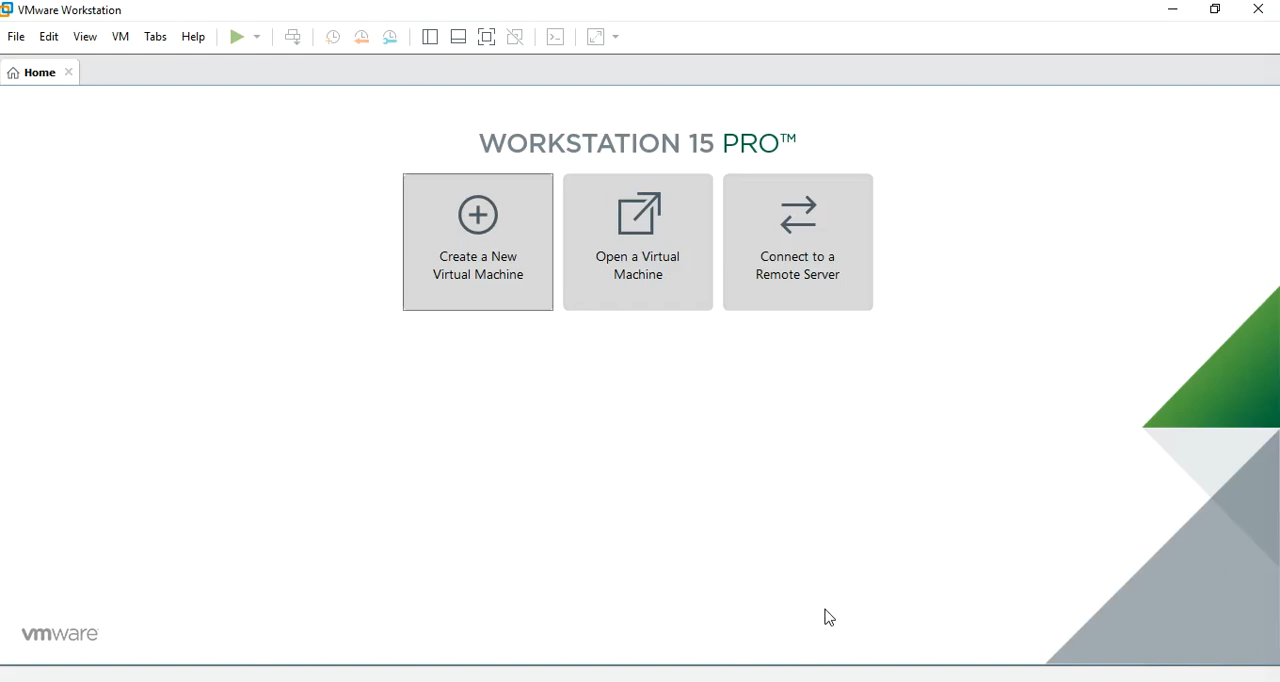 VMware Workstation
File Edit View VM Tabs Help
Home
WORKSTATION 15 PRO™
Create a New
Virtual Machine
Open a Virtual
Machine
Connect to a
Remote Server
vmware